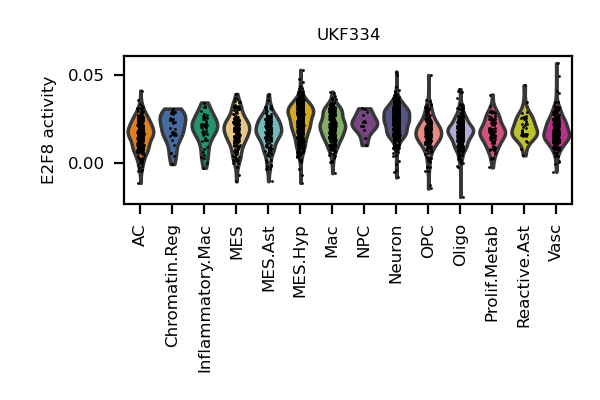 UKF334
E2F8 activity
0.05
0.00
AC
Chromatin.Reg
Inflammatory.Mac
MES
MES.Ast
MES.Hyp
Mac
NPC
Neuron
OPC
Oligo
Prolif.Metab
Reactive.Ast
Vasc